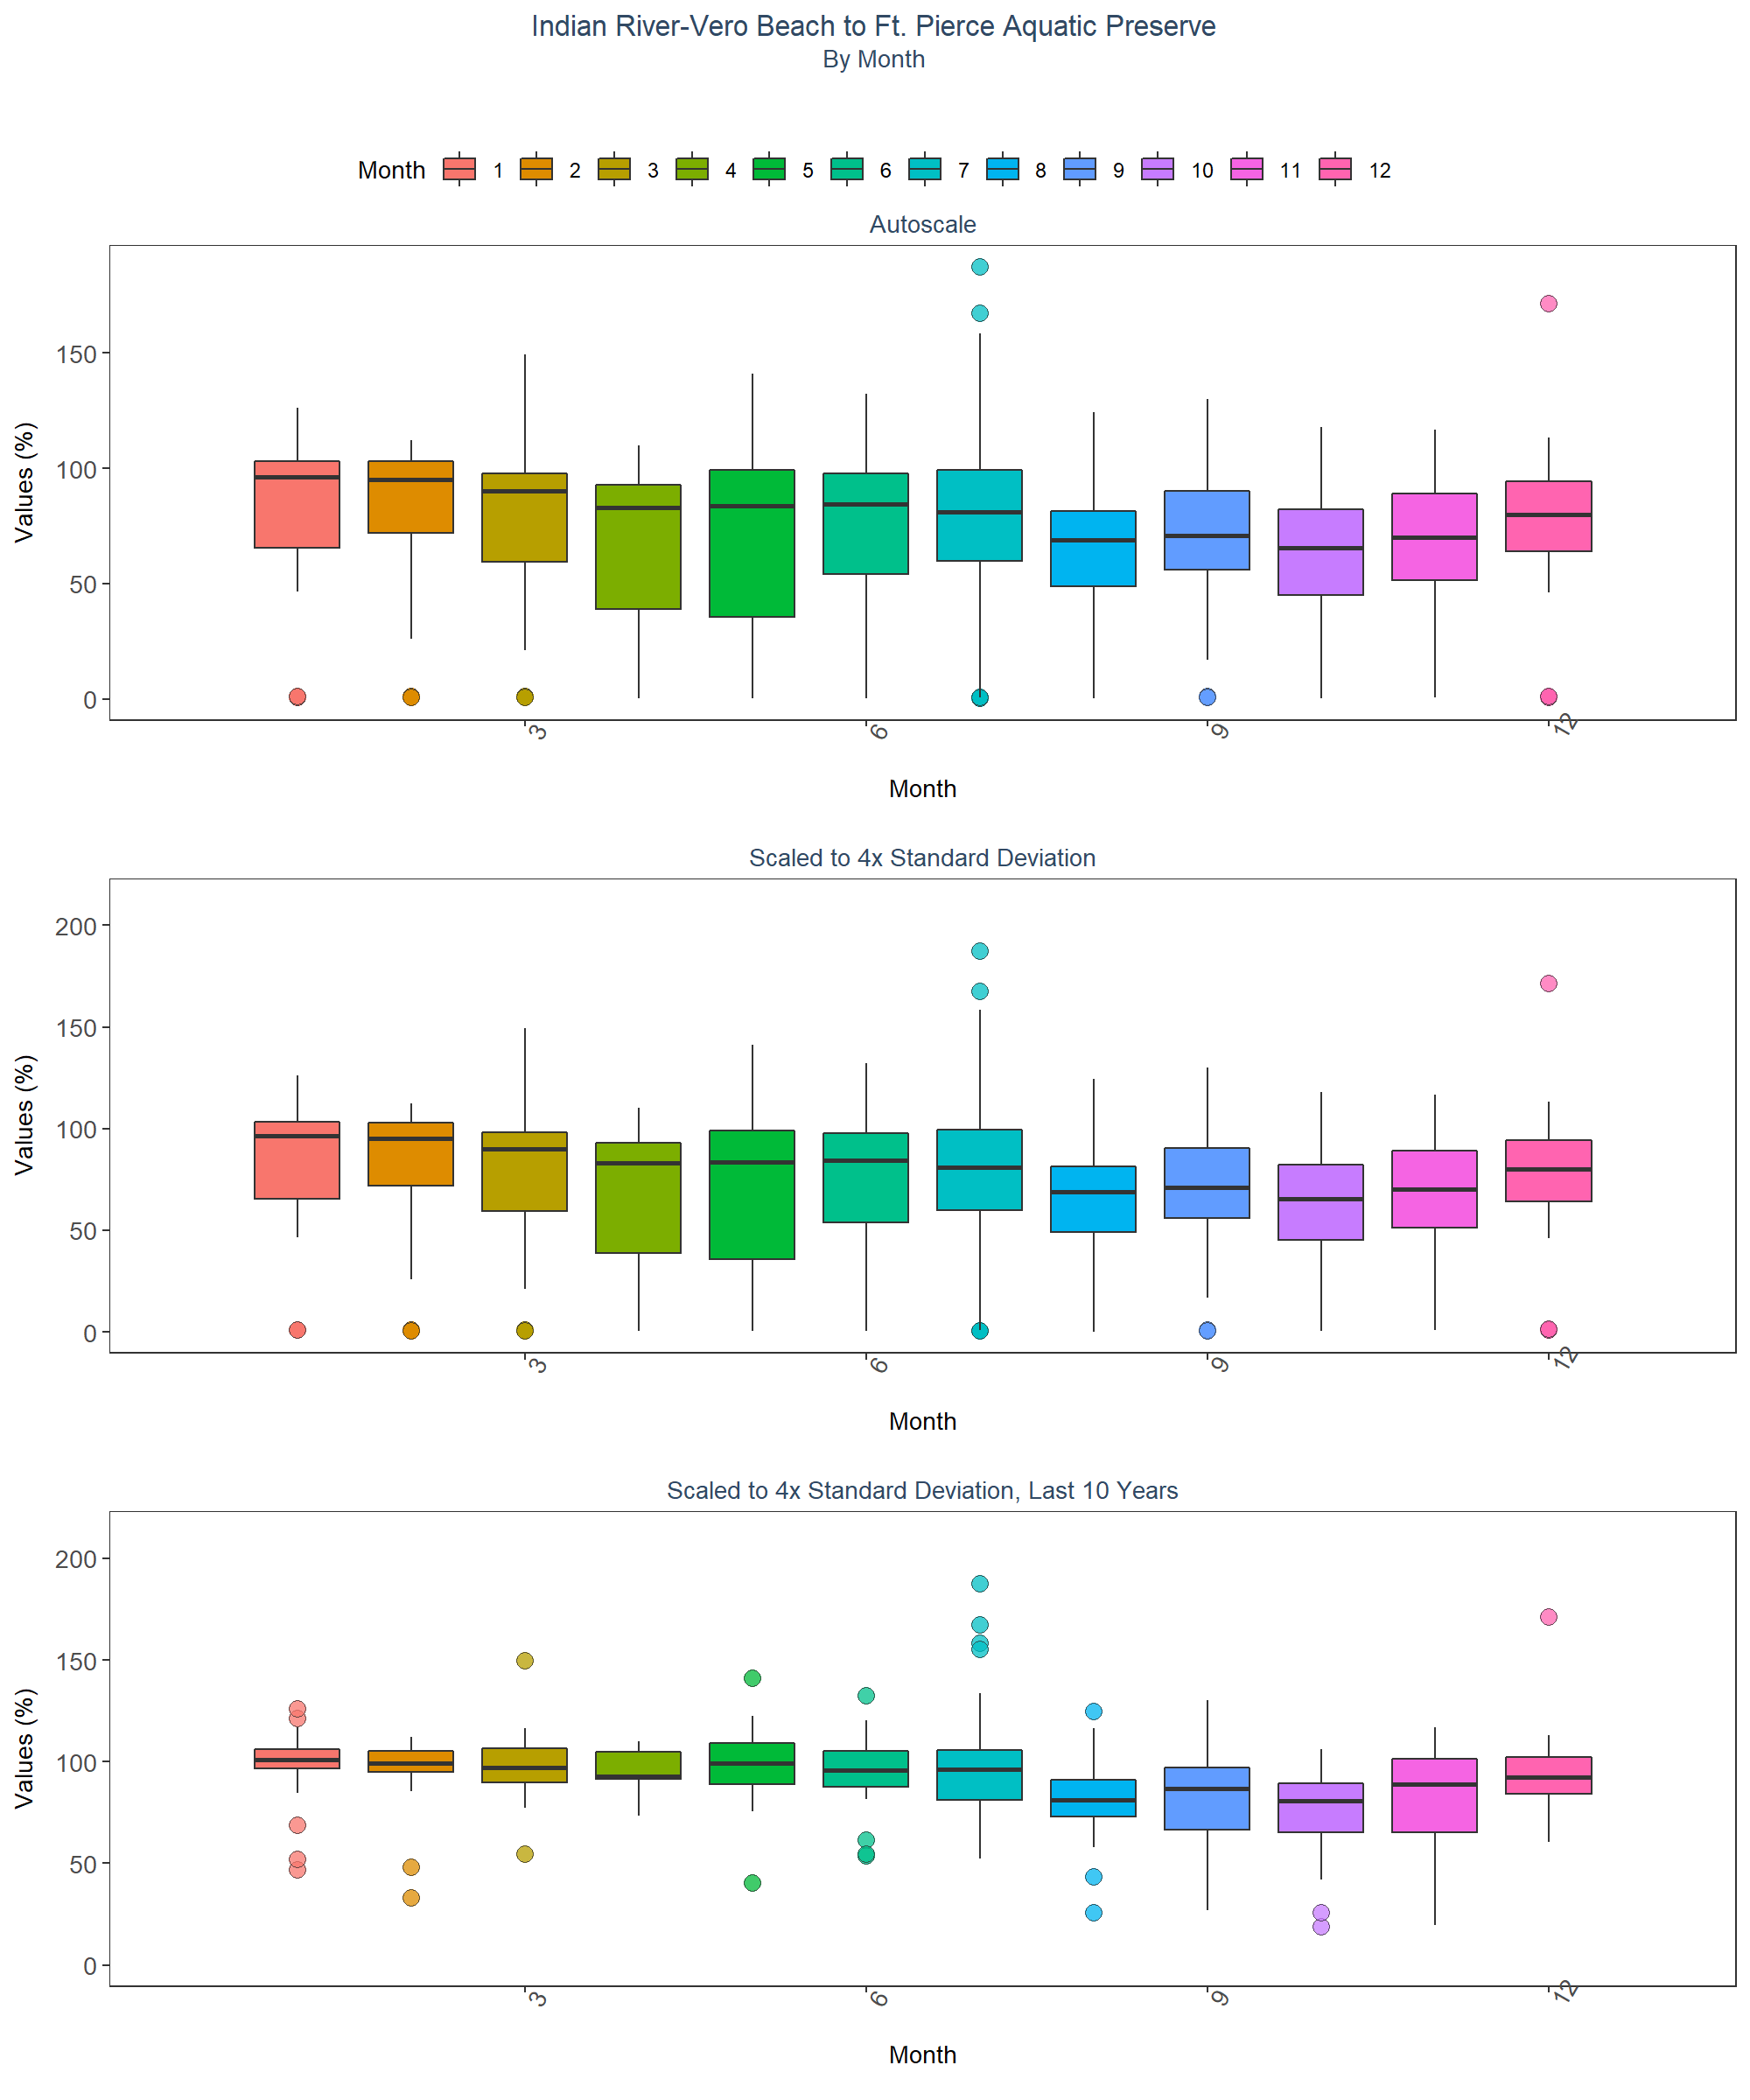 Indian River-Vero Beach to Ft. Pierce Aquatic Preserve
By Month
Month 1 2 3 4 5 6 7 8 9 10 11 12
Autoscale
Values (%)
150
100
50
0
3 6 9 12
Month
Scaled to 4x Standard Deviation
Values (%)
200
150
100
50
0
3 6 9 12
Month
Scaled to 4x Standard Deviation, Last 10 Years
Values (%)
200
150
100
50
0
3 6 9 12
Month